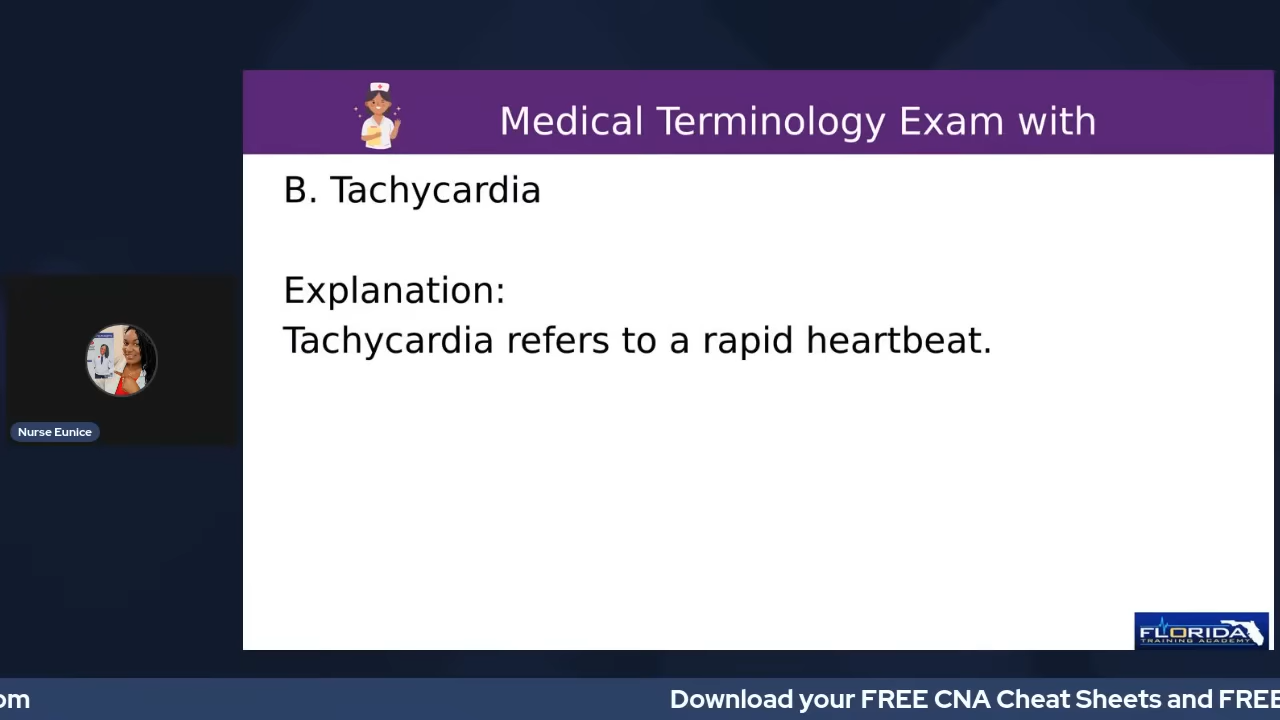 Medical Terminology Exam with
B. Tachycardia
Explanation:
Tachycardia refers to a rapid heartbeat.
Nurse Eunice
FLORIDA
TRAINING ACADEMY
om
Download your FREE CNA Cheat Sheets and FREE